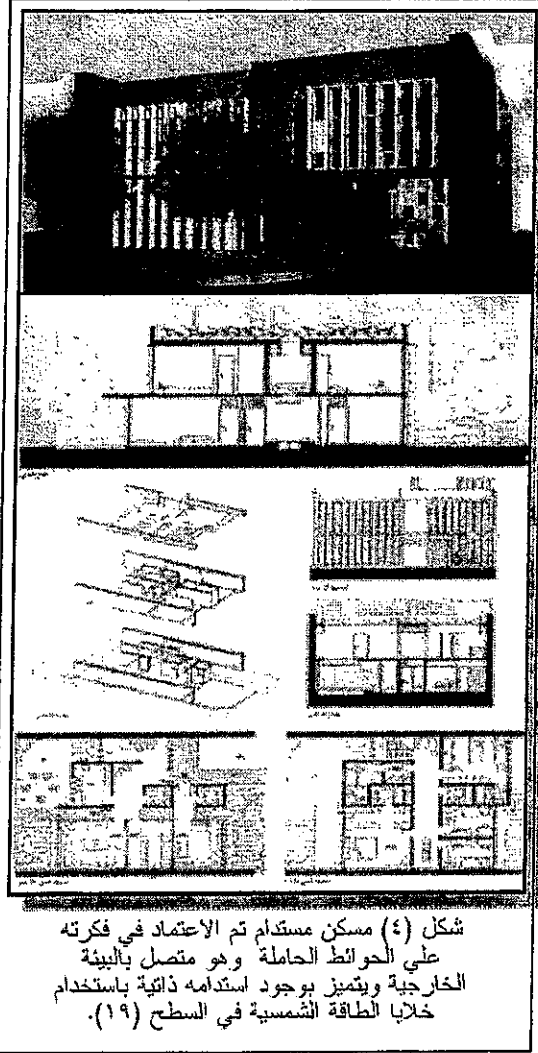 شكل (٤) مسكن مستدام تم الاعتماد في فكرته
علي الحوائط الحاملة وهو متصل بالبيئة
الخارجية ويتميز بوجود استدامه ذاتية باستخدام
خلايا الطاقة الشمسية في السطح (١٩).